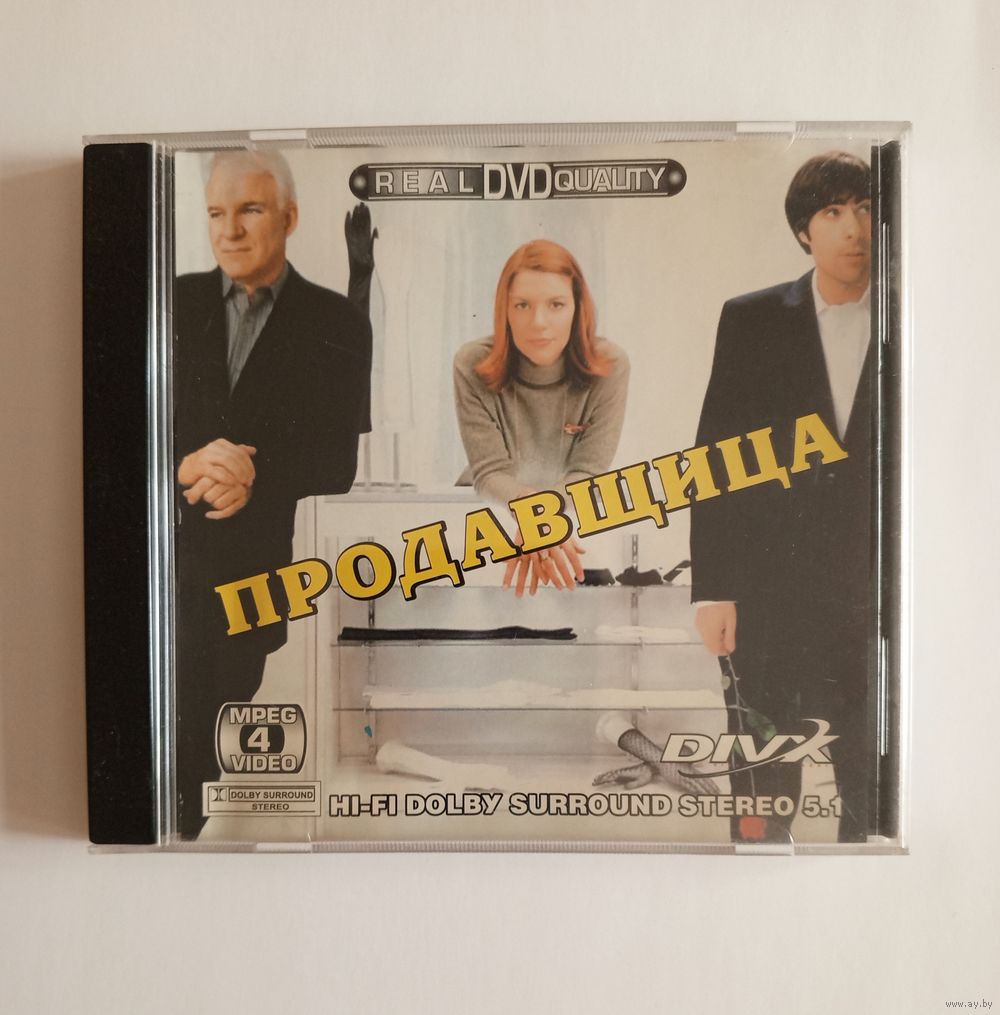 REAL DVD QUALITY
ПРОДАВЩИЦА
MPEG
4
VIDEO
DIVX
DOLBY SURROUND
STEREO
HI-FI DOLBY SURROUND STEREO 5.1
www.ay.by